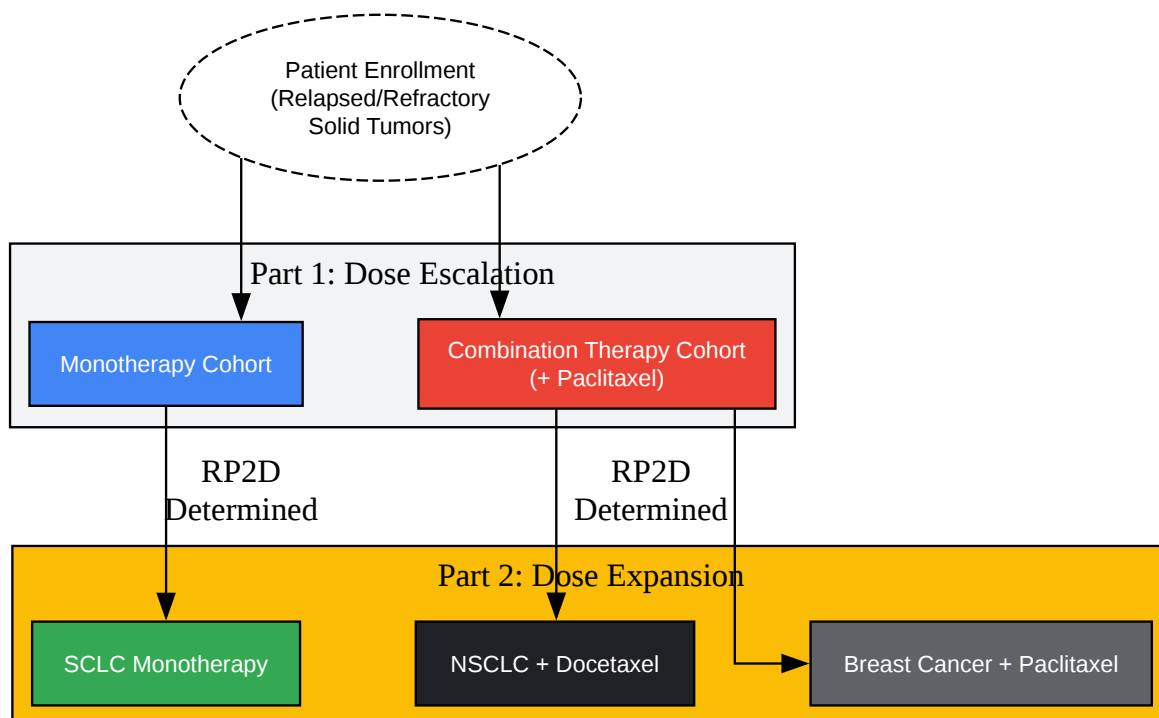 Patient Enrollment
(Relapsed/Refractory
Solid Tumors)
Part 1: Dose Escalation
Monotherapy Cohort
Combination Therapy Cohort
(+ Paclitaxel)
RP2D
Determined
RP2D
Determined
Part 2: Dose Expansion
SCLC Monotherapy
NSCLC + Docetaxel
Breast Cancer + Paclitaxel